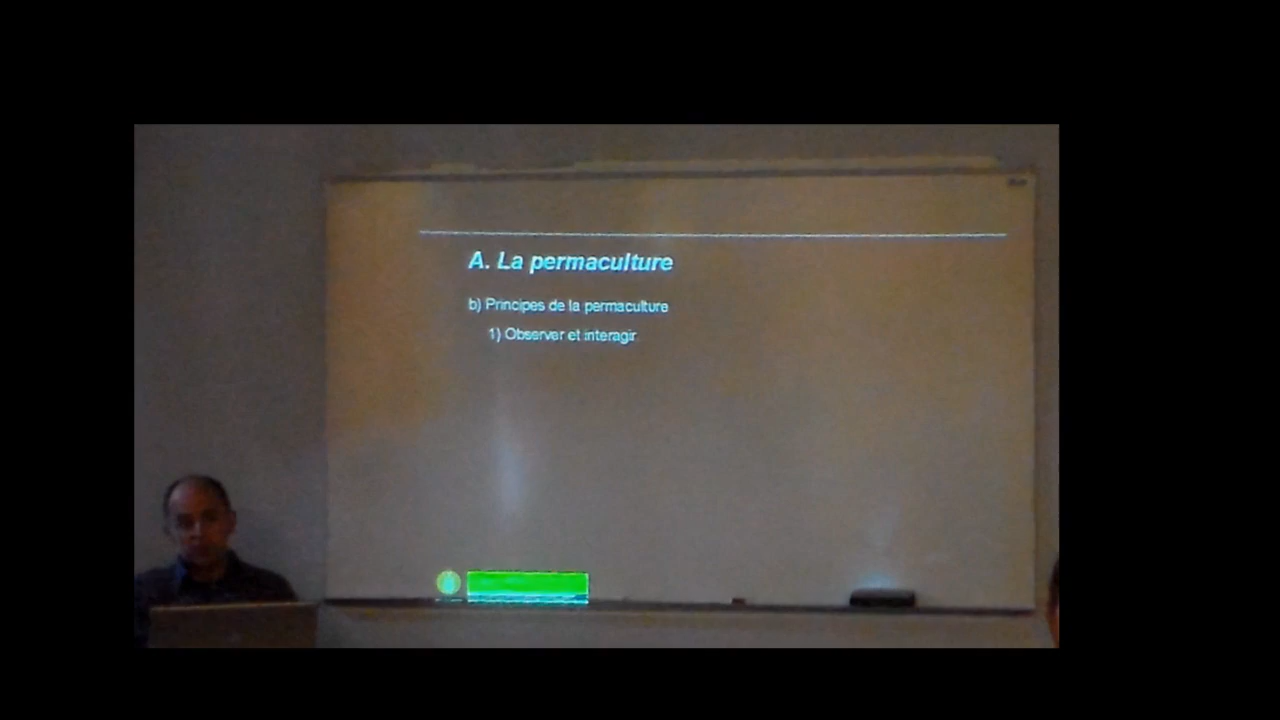 A. La permaculture
b) Principes de la permaculture
1) Observer et interagir